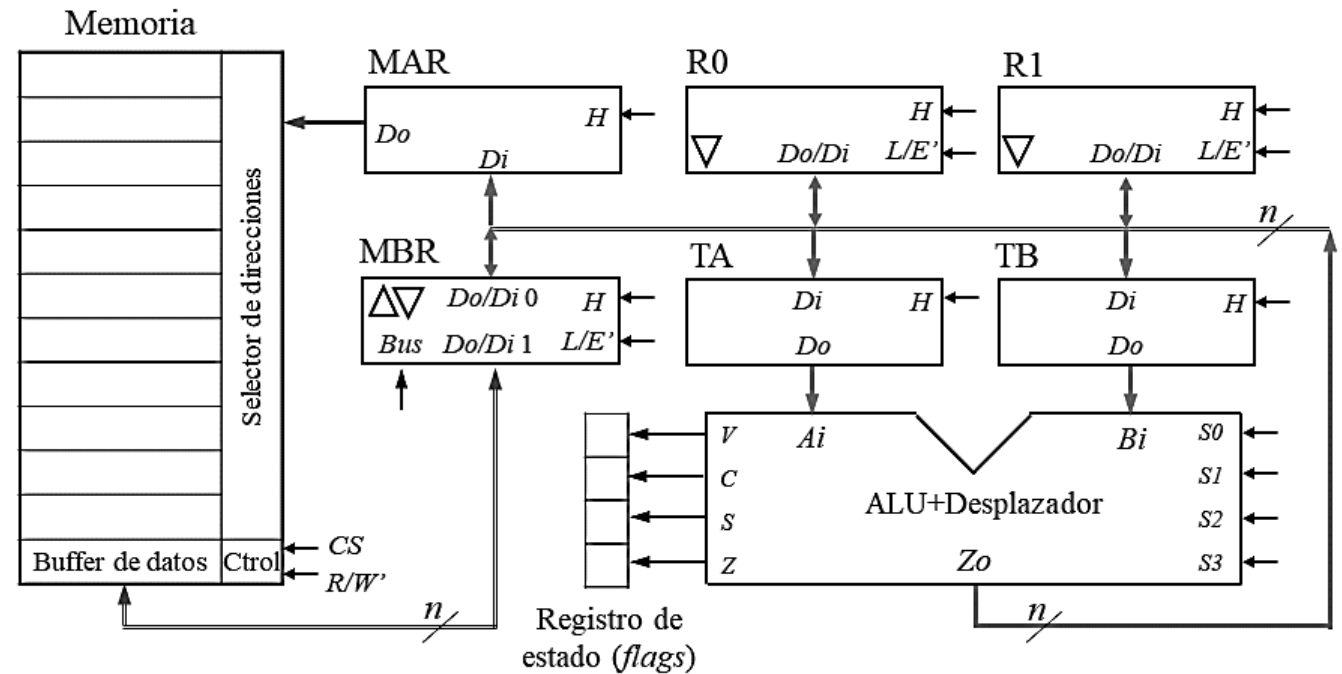 Memoria
Selector de direcciones
Buffer de datos
Ctrol
CS
R/W’
n
MAR
Do
H
Di
R0
H
Do/Di
L/E’
R1
H
Do/Di
L/E’
n
MBR
Do/Di 0
H
Bus
Do/Di 1
L/E’
TA
Di
H
Do
TB
Di
H
Do
V
C
S
Z
Ai
Bi
S0
S1
S2
S3
ALU+Desplazador
Zo
n
Registro de
estado (flags)